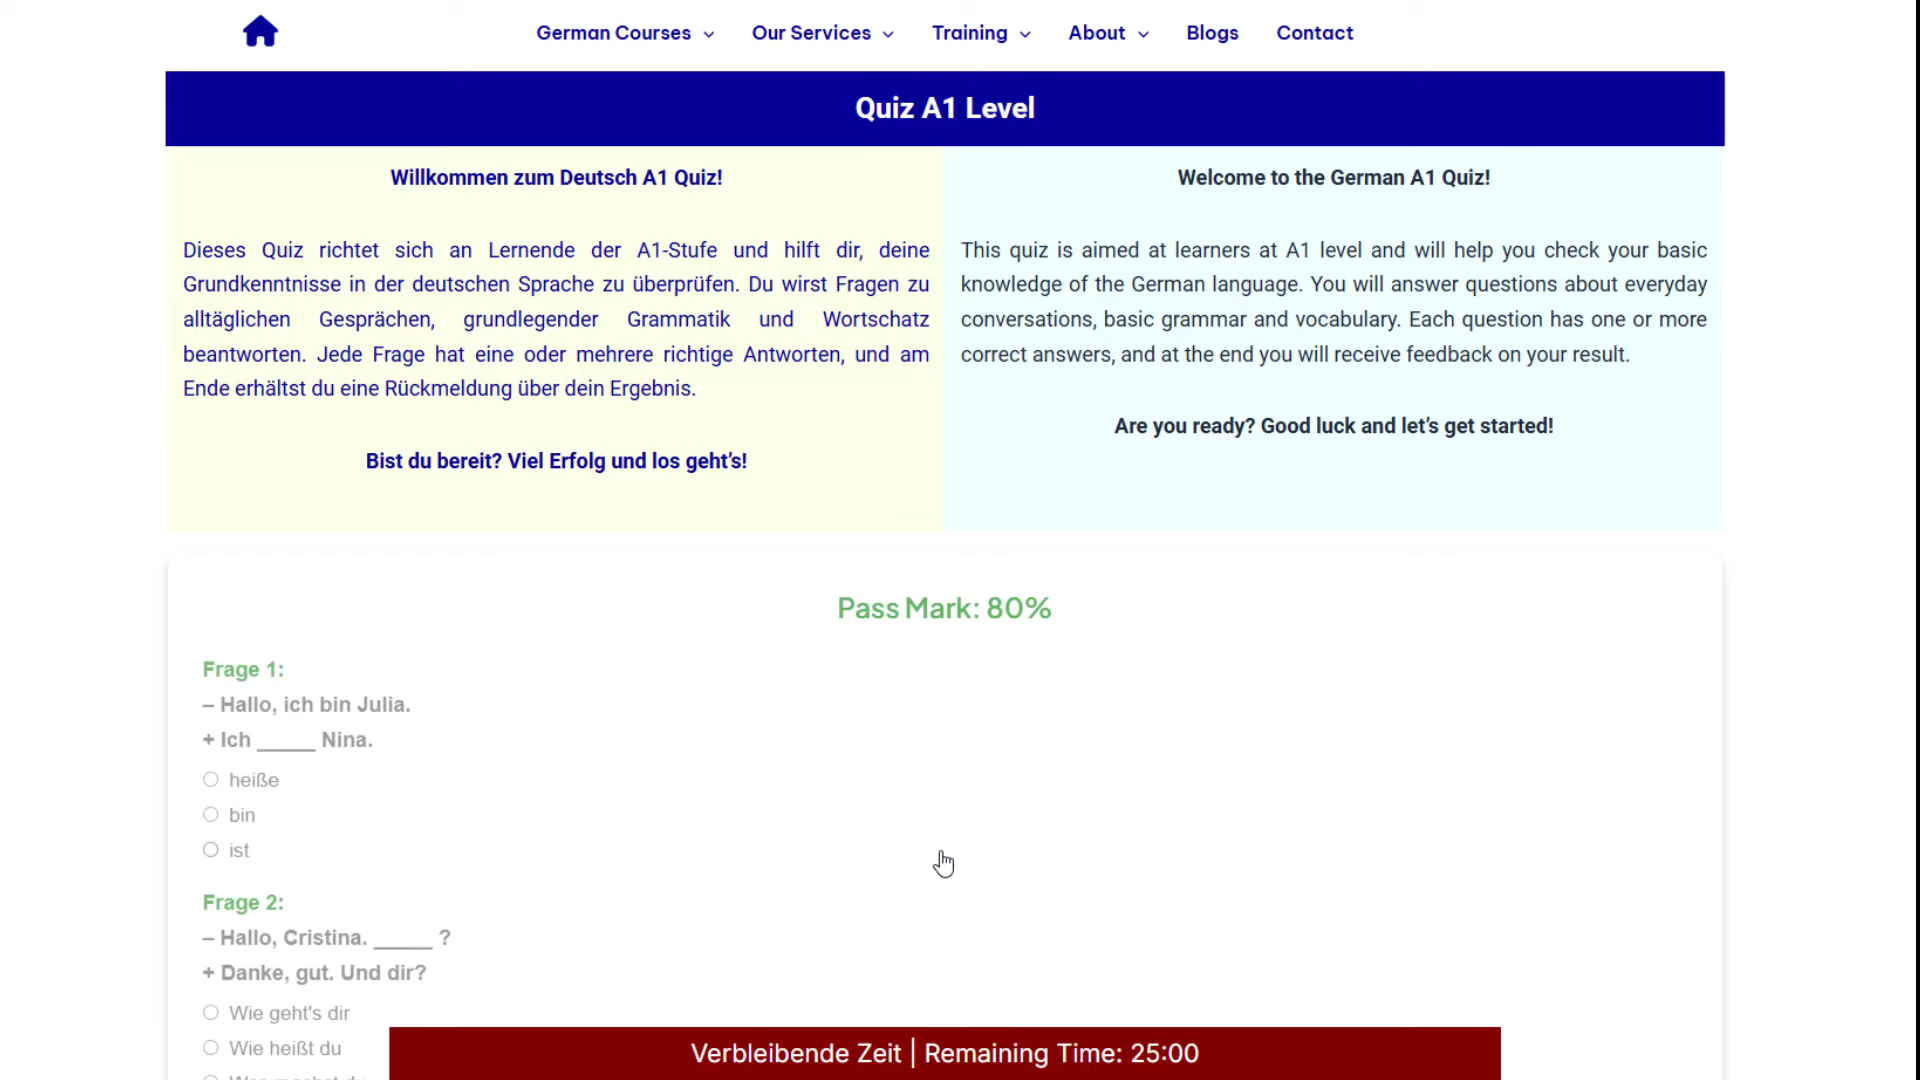 German Courses Our Services Training About Blogs Contact
Quiz A1 Level
Willkommen zum Deutsch A1 Quiz!
Dieses Quiz richtet sich an Lernende der A1-Stufe und hilft dir, deine
Grundkenntnisse in der deutschen Sprache zu überprüfen. Du wirst Fragen zu
alltäglichen Gesprächen, grundlegender Grammatik und Wortschatz
beantworten. Jede Frage hat eine oder mehrere richtige Antworten, und am
Ende erhältst du eine Rückmeldung über dein Ergebnis.
Bist du bereit? Viel Erfolg und los geht’s!
Welcome to the German A1 Quiz!
This quiz is aimed at learners at A1 level and will help you check your basic
knowledge of the German language. You will answer questions about everyday
conversations, basic grammar and vocabulary. Each question has one or more
correct answers, and at the end you will receive feedback on your result.
Are you ready? Good luck and let’s get started!
Pass Mark: 80%
Frage 1:
– Hallo, ich bin Julia.
+ Ich _____ Nina.
heiße
bin
ist
Frage 2:
– Hallo, Cristina. _____ ?
+ Danke, gut. Und dir?
Wie geht's dir
Wie heißt du
Verbleibende Zeit | Remaining Time: 25:00